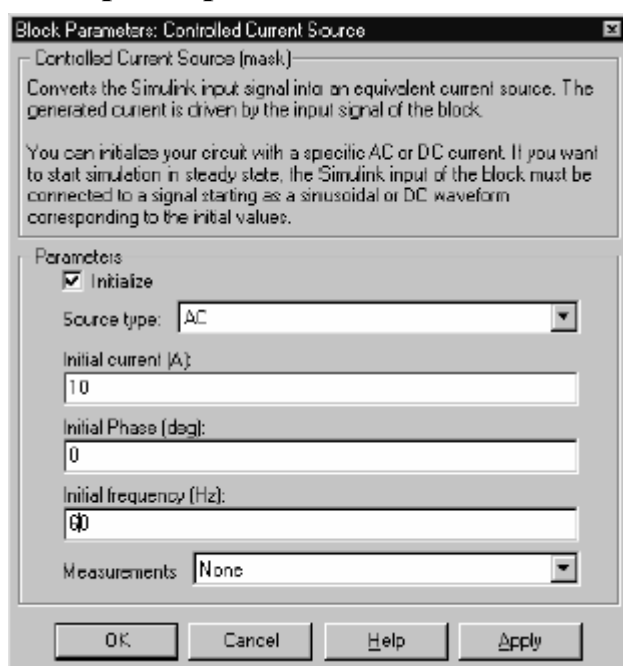 Block Parameters: Controlled Current Source
Controlled Current Source (mask)
Converts the Simulink input signal into an equivalent current source. The
generated current is driven by the input signal of the block.
You can initialize your circuit with a specific AC or DC current. If you want
to start simulation in steady state, the Simulink input of the block must be
connected to a signal starting as a sinusoidal or DC waveform
corresponding to the initial values.
Parameters
Initialize
Source type: AC
Initial current (A):
10
Initial Phase (deg):
0
Initial frequency (Hz):
60
Measurements None
OK Cancel Help Apply